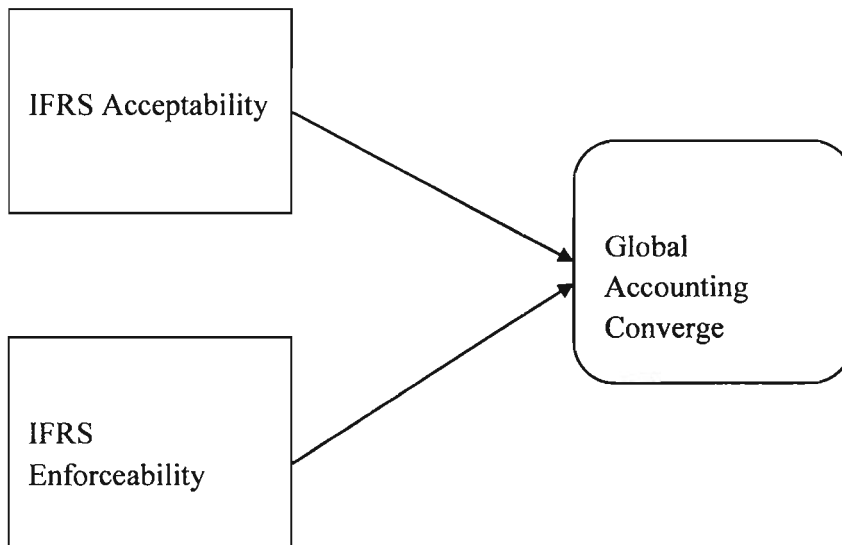 IFRS Acceptability
Global
Accounting
Converge
IFRS
Enforceability